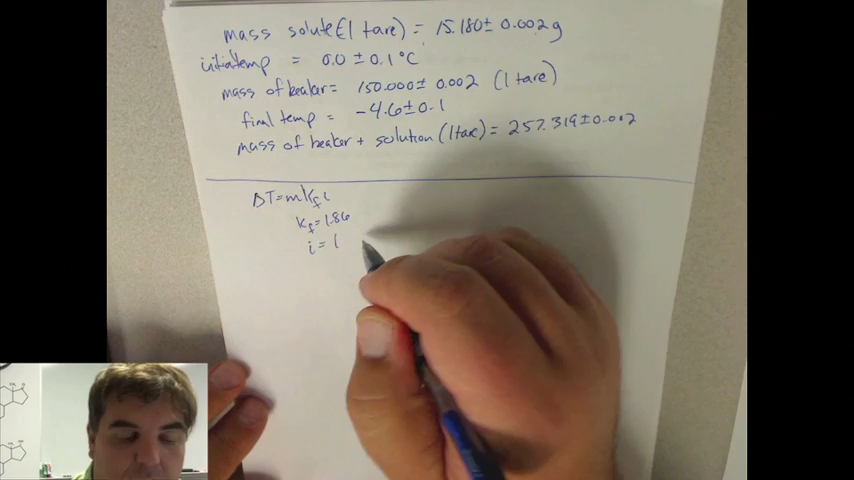 mass solute (1 tare) = 15.180 ± 0.002g
initial temp = 0.0 ± 0.1 °C
mass of beaker = 150.000 ± 0.002 (1 tare)
final temp = -4.6 ± 0.1
mass of beaker + solution (1 tare) = 257.319 ± 0.002
ΔT = mKfi
Kf = 1.86
i = 1